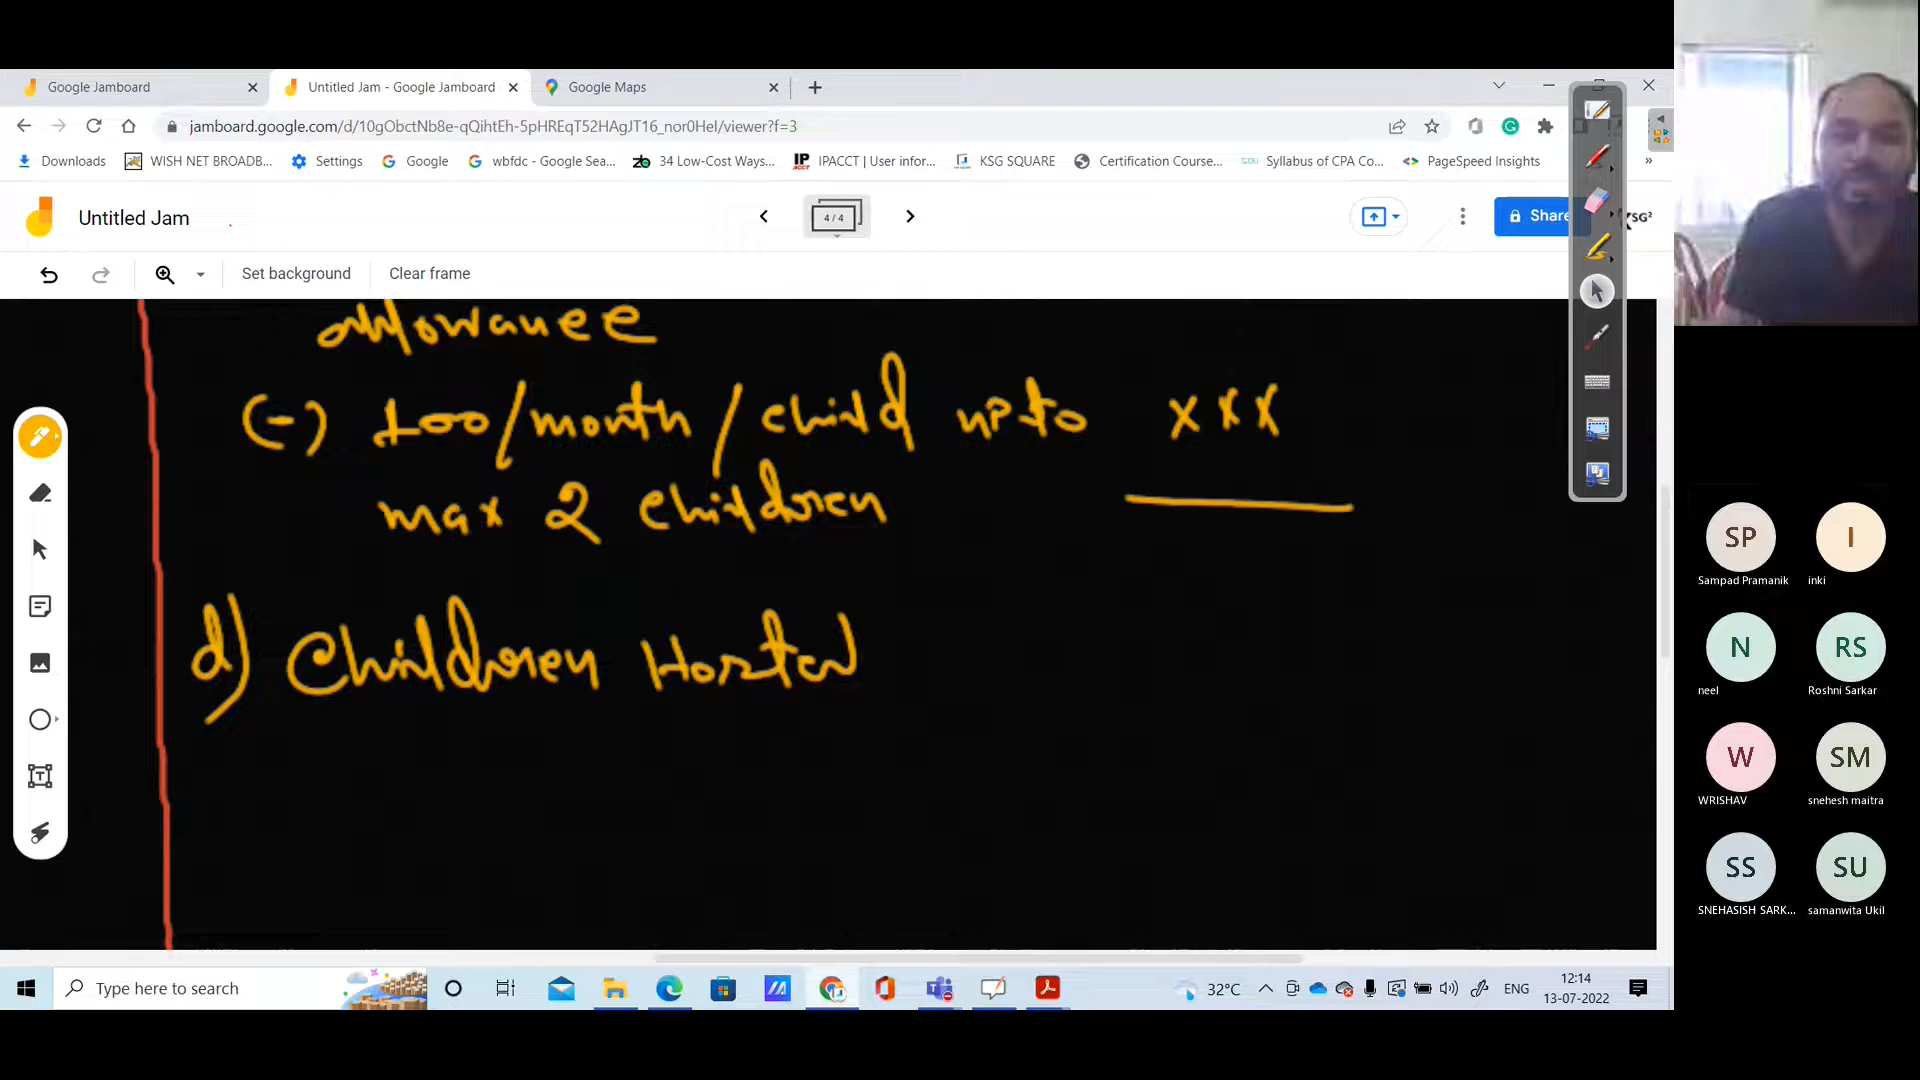 Google Jamboard
Untitled Jam - Google Jamboard
Google Maps
jamboard.google.com/d/10gObctNb8e-qQihtEh-5pHREqT52HAgJT16_nor0HeI/viewer?f=3
Downloads
WISH NET BROADB...
Settings
Google
wbfdc - Google Sea...
34 Low-Cost Ways...
IPACCT | User infor...
KSG SQUARE
Certification Course...
Syllabus of CPA Co...
PageSpeed Insights
»
Untitled Jam
4 / 4
Share
KSG²
Set background
Clear frame
allowance
(-) 100/month/child upto xxx
max 2 children
d) Children Hostel
SP
Sampad Pramanik
I
inki
N
neel
RS
Roshni Sarkar
W
WRISHAV
SM
snehesh maitra
SS
SNEHASISH SARK...
SU
samanwita Ukil
Type here to search
32°C
ENG
12:14
13-07-2022